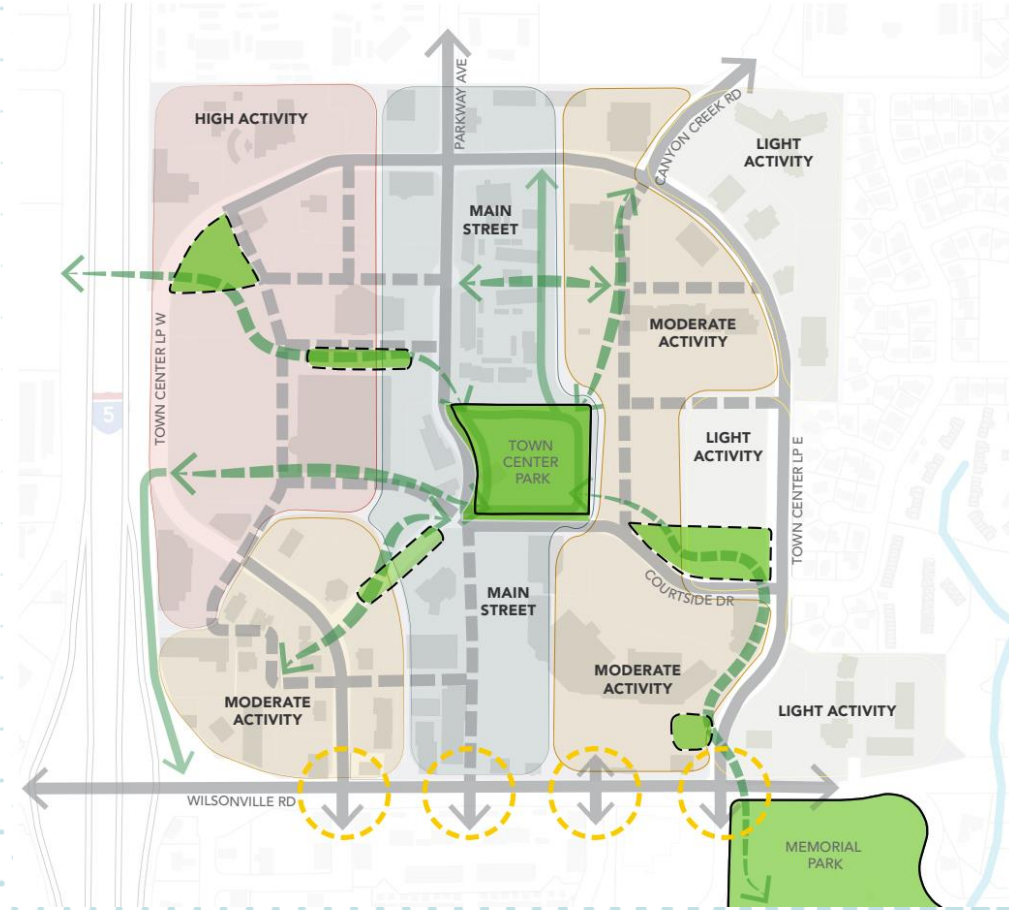 PARKWAY AVE
HIGH ACTIVITY
CANYON CREEK RD
LIGHT
ACTIVITY
MAIN
STREET
MODERATE
ACTIVITY
TOWN CENTER LP W
5
LIGHT
ACTIVITY
TOWN
CENTER
PARK
TOWN CENTER LP E
COURTSIDE DR
MAIN
STREET
MODERATE
ACTIVITY
MODERATE
ACTIVITY
LIGHT ACTIVITY
WILSONVILLE RD
MEMORIAL
PARK